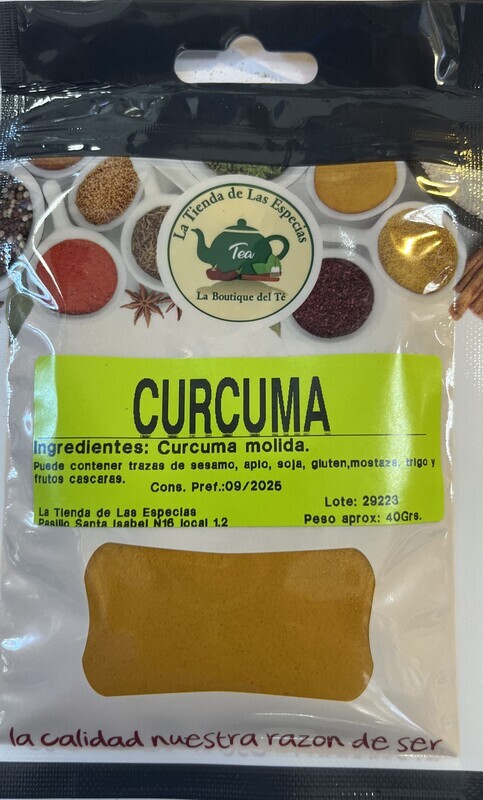 La Tienda de Las Especias
Tea
La Boutique del Té
CURCUMA
Ingredientes: Curcuma molida.
Puede contener trazas de sesamo, apio, soja, gluten,mostaza, trigo y
frutos cascaras.
Cons. Pref.:09/2025
Lote: 29223
La Tienda de Las Especias
Pasillo Santa Isabel N16 local 1.2
Peso aprox: 40Grs.
la calidad nuestra razon de ser